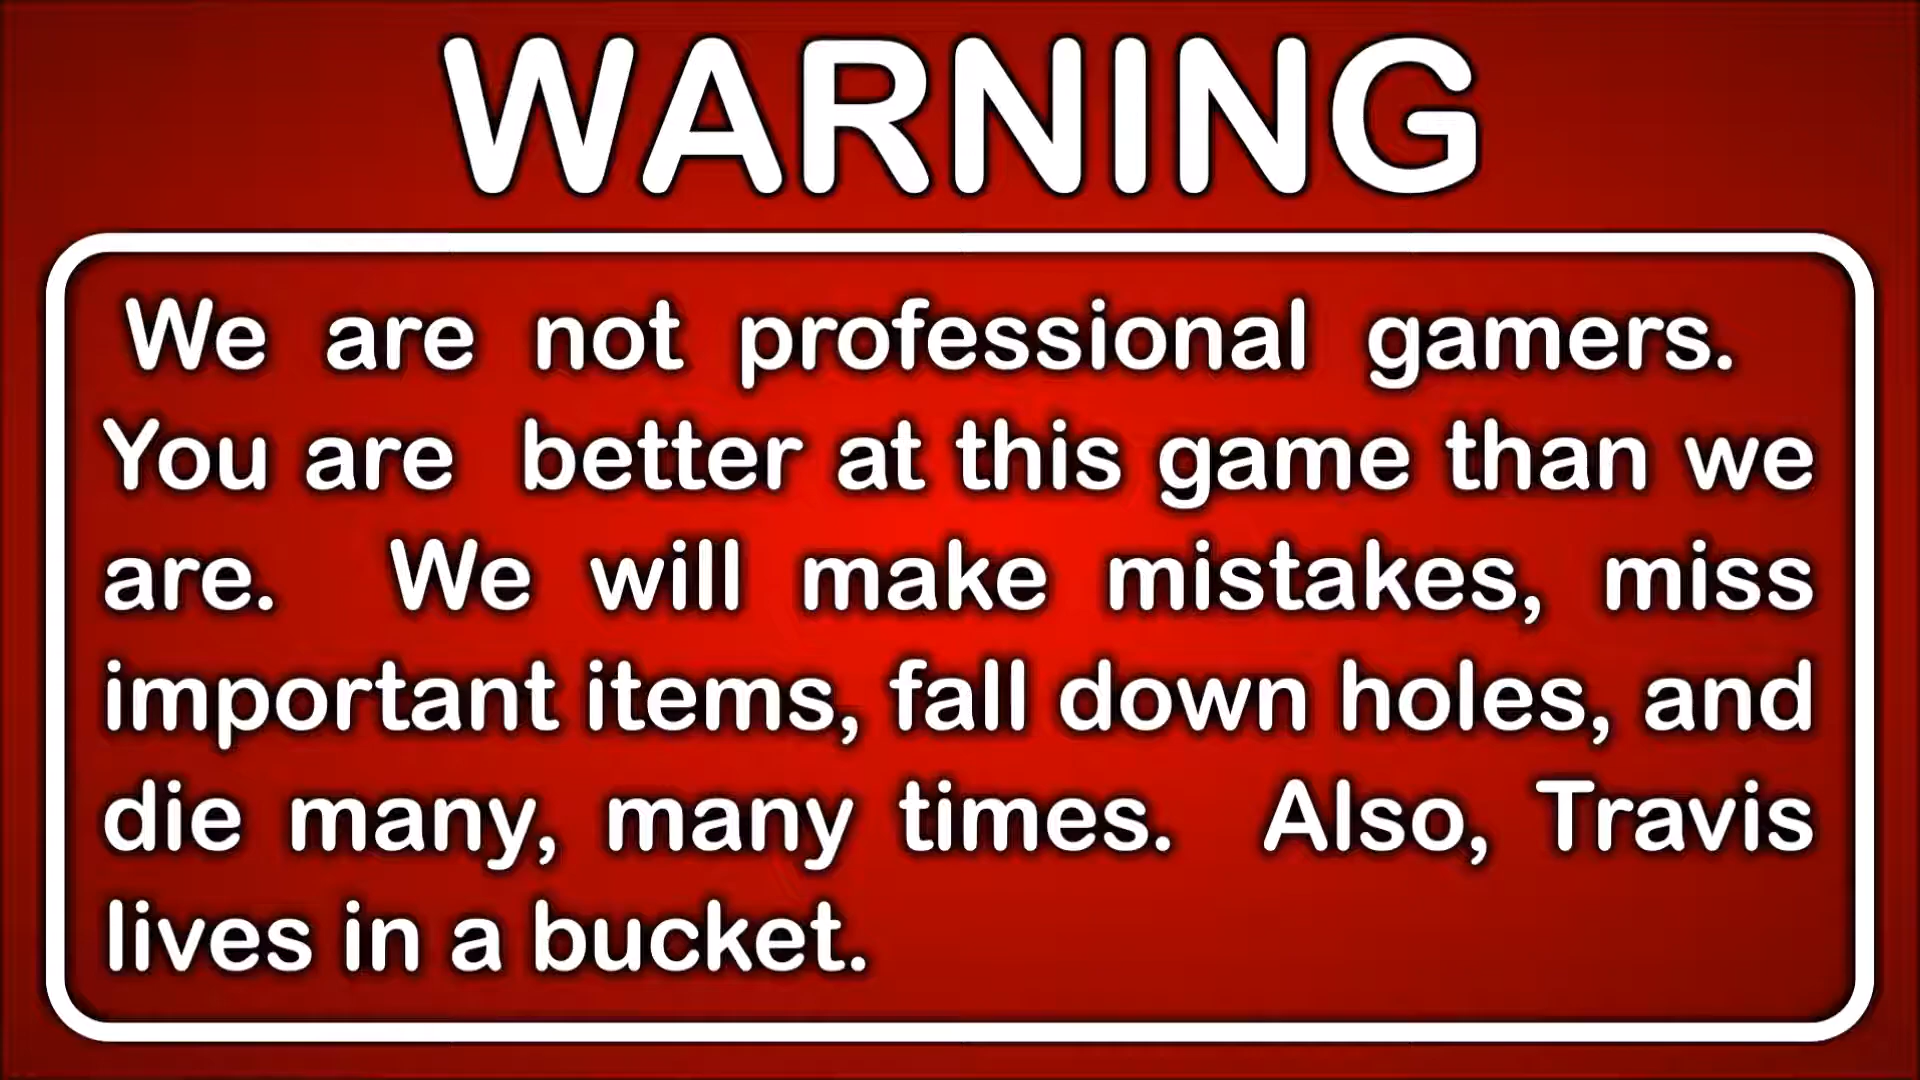 WARNING
We are not professional gamers.
You are better at this game than we
are. We will make mistakes, miss
important items, fall down holes, and
die many, many times. Also, Travis
lives in a bucket.